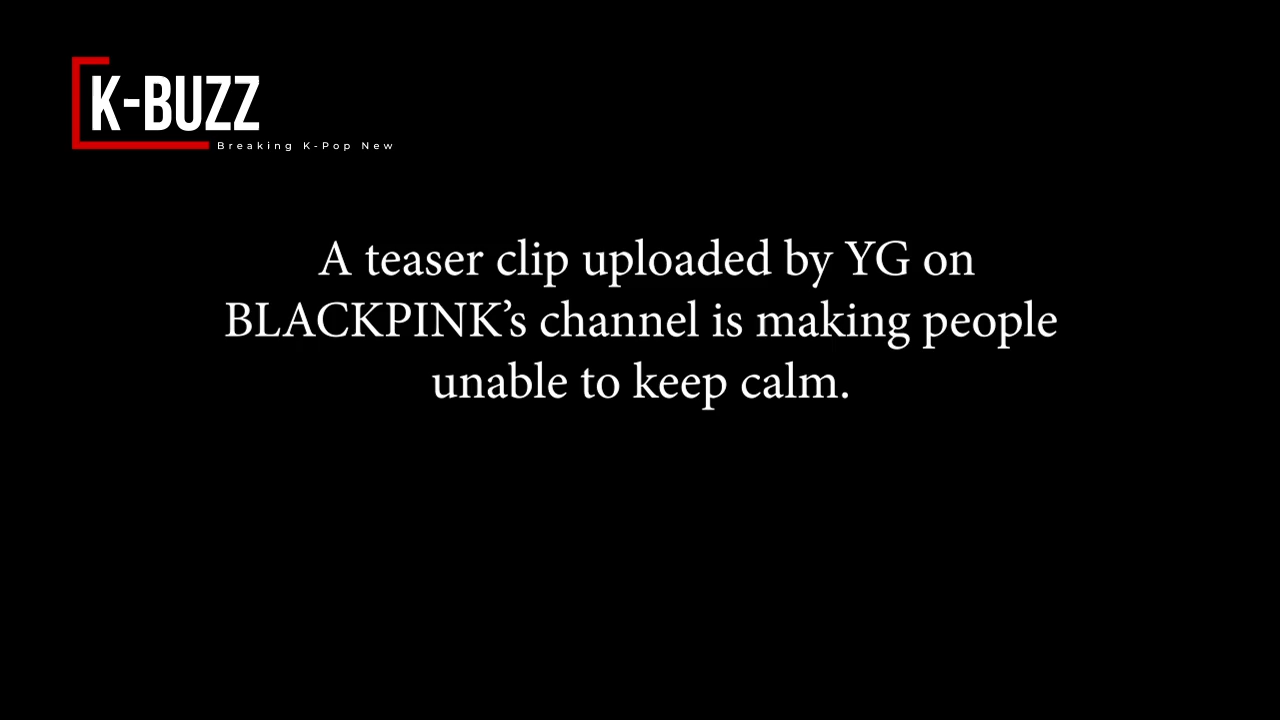 K-BUZZ
Breaking K-Pop New
A teaser clip uploaded by YG on
BLACKPINK’s channel is making people
unable to keep calm.